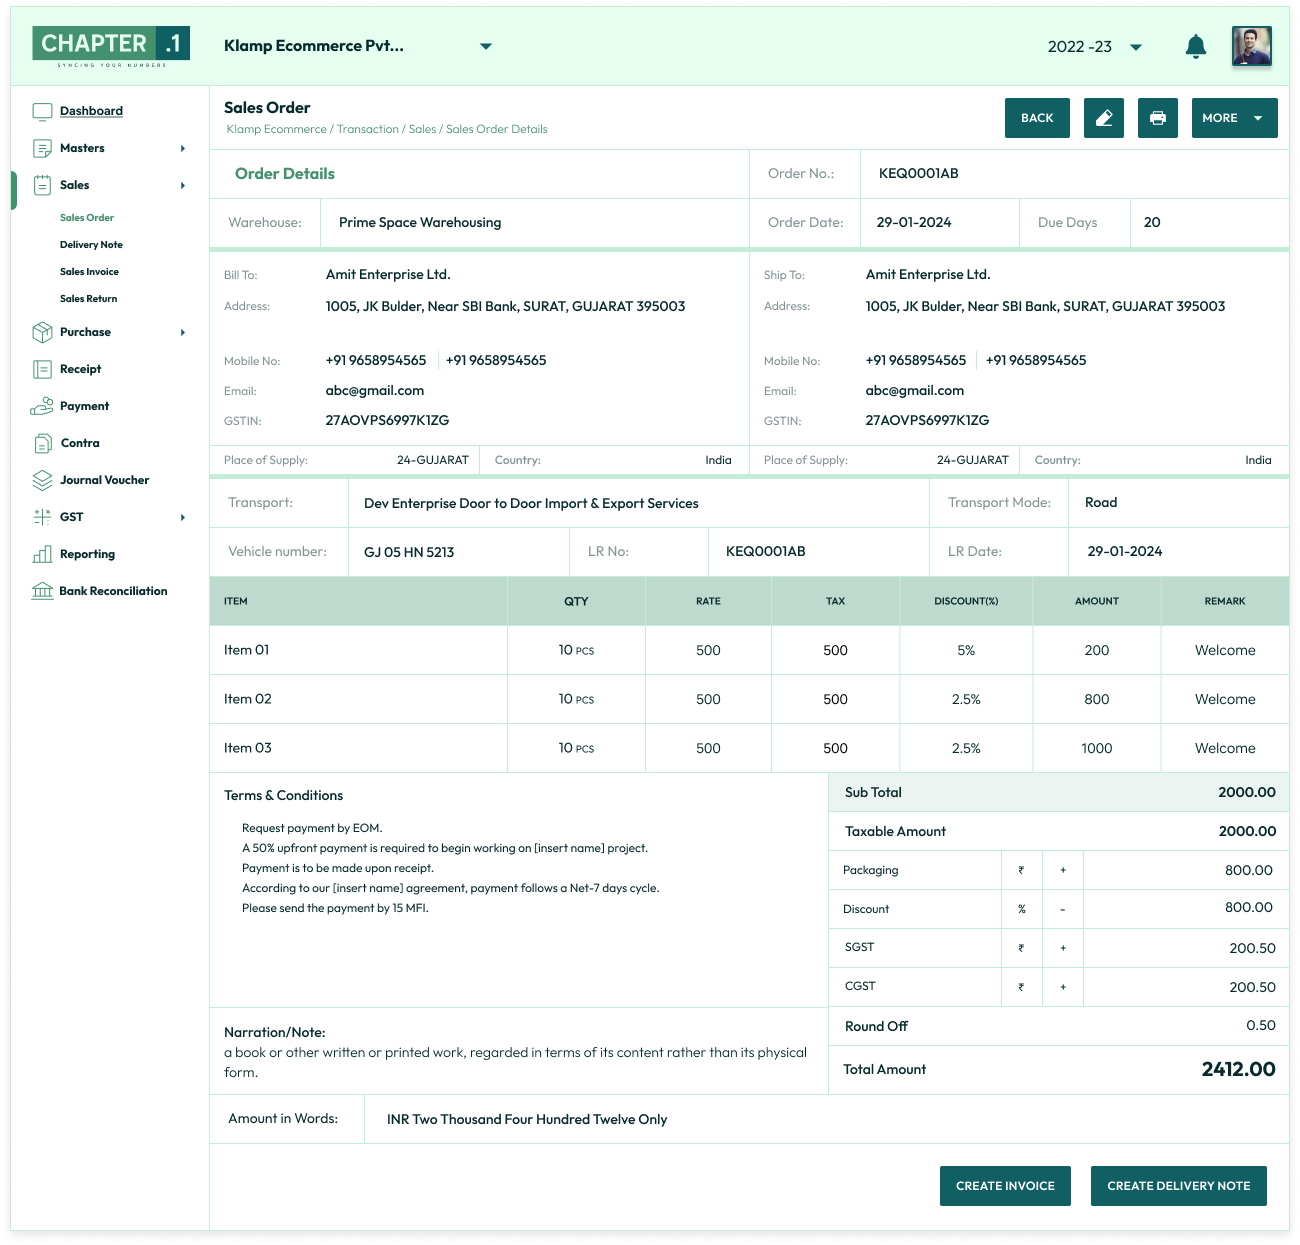 CHAPTER .1
SYNCING YOUR NUMBERS
Klamp Ecommerce Pvt...
2022 -23
Dashboard
Masters
Sales
Sales Order
Delivery Note
Sales Invoice
Sales Return
Purchase
Receipt
Payment
Contra
Journal Voucher
GST
Reporting
Bank Reconciliation
Sales Order
Klamp Ecommerce / Transaction / Sales / Sales Order Details
BACK
MORE
Order Details
Order No.: KEQ0001AB
Warehouse: Prime Space Warehousing
Order Date: 29-01-2024 Due Days 20
Bill To: Amit Enterprise Ltd.
Address: 1005, JK Bulder, Near SBI Bank, SURAT, GUJARAT 395003
Mobile No: +91 9658954565 +91 9658954565
Email: abc@gmail.com
GSTIN: 27AOVPS6997K1ZG
Place of Supply: 24-GUJARAT Country: India
Ship To: Amit Enterprise Ltd.
Address: 1005, JK Bulder, Near SBI Bank, SURAT, GUJARAT 395003
Mobile No: +91 9658954565 +91 9658954565
Email: abc@gmail.com
GSTIN: 27AOVPS6997K1ZG
Place of Supply: 24-GUJARAT Country: India
Transport: Dev Enterprise Door to Door Import & Export Services Transport Mode: Road
Vehicle number: GJ 05 HN 5213 LR No: KEQ0001AB LR Date: 29-01-2024
ITEM QTY RATE TAX DISCOUNT(%) AMOUNT REMARK
Item 01 10 PCS 500 500 5% 200 Welcome
Item 02 10 PCS 500 500 2.5% 800 Welcome
Item 03 10 PCS 500 500 2.5% 1000 Welcome
Terms & Conditions
Request payment by EOM.
A 50% upfront payment is required to begin working on [insert name] project.
Payment is to be made upon receipt.
According to our [insert name] agreement, payment follows a Net-7 days cycle.
Please send the payment by 15 MFI.
Narration/Note:
a book or other written or printed work, regarded in terms of its content rather than its physical
form.
Sub Total 2000.00
Taxable Amount 2000.00
Packaging ₹ + 800.00
Discount % - 800.00
SGST ₹ + 200.50
CGST ₹ + 200.50
Round Off 0.50
Total Amount 2412.00
Amount in Words: INR Two Thousand Four Hundred Twelve Only
CREATE INVOICE
CREATE DELIVERY NOTE